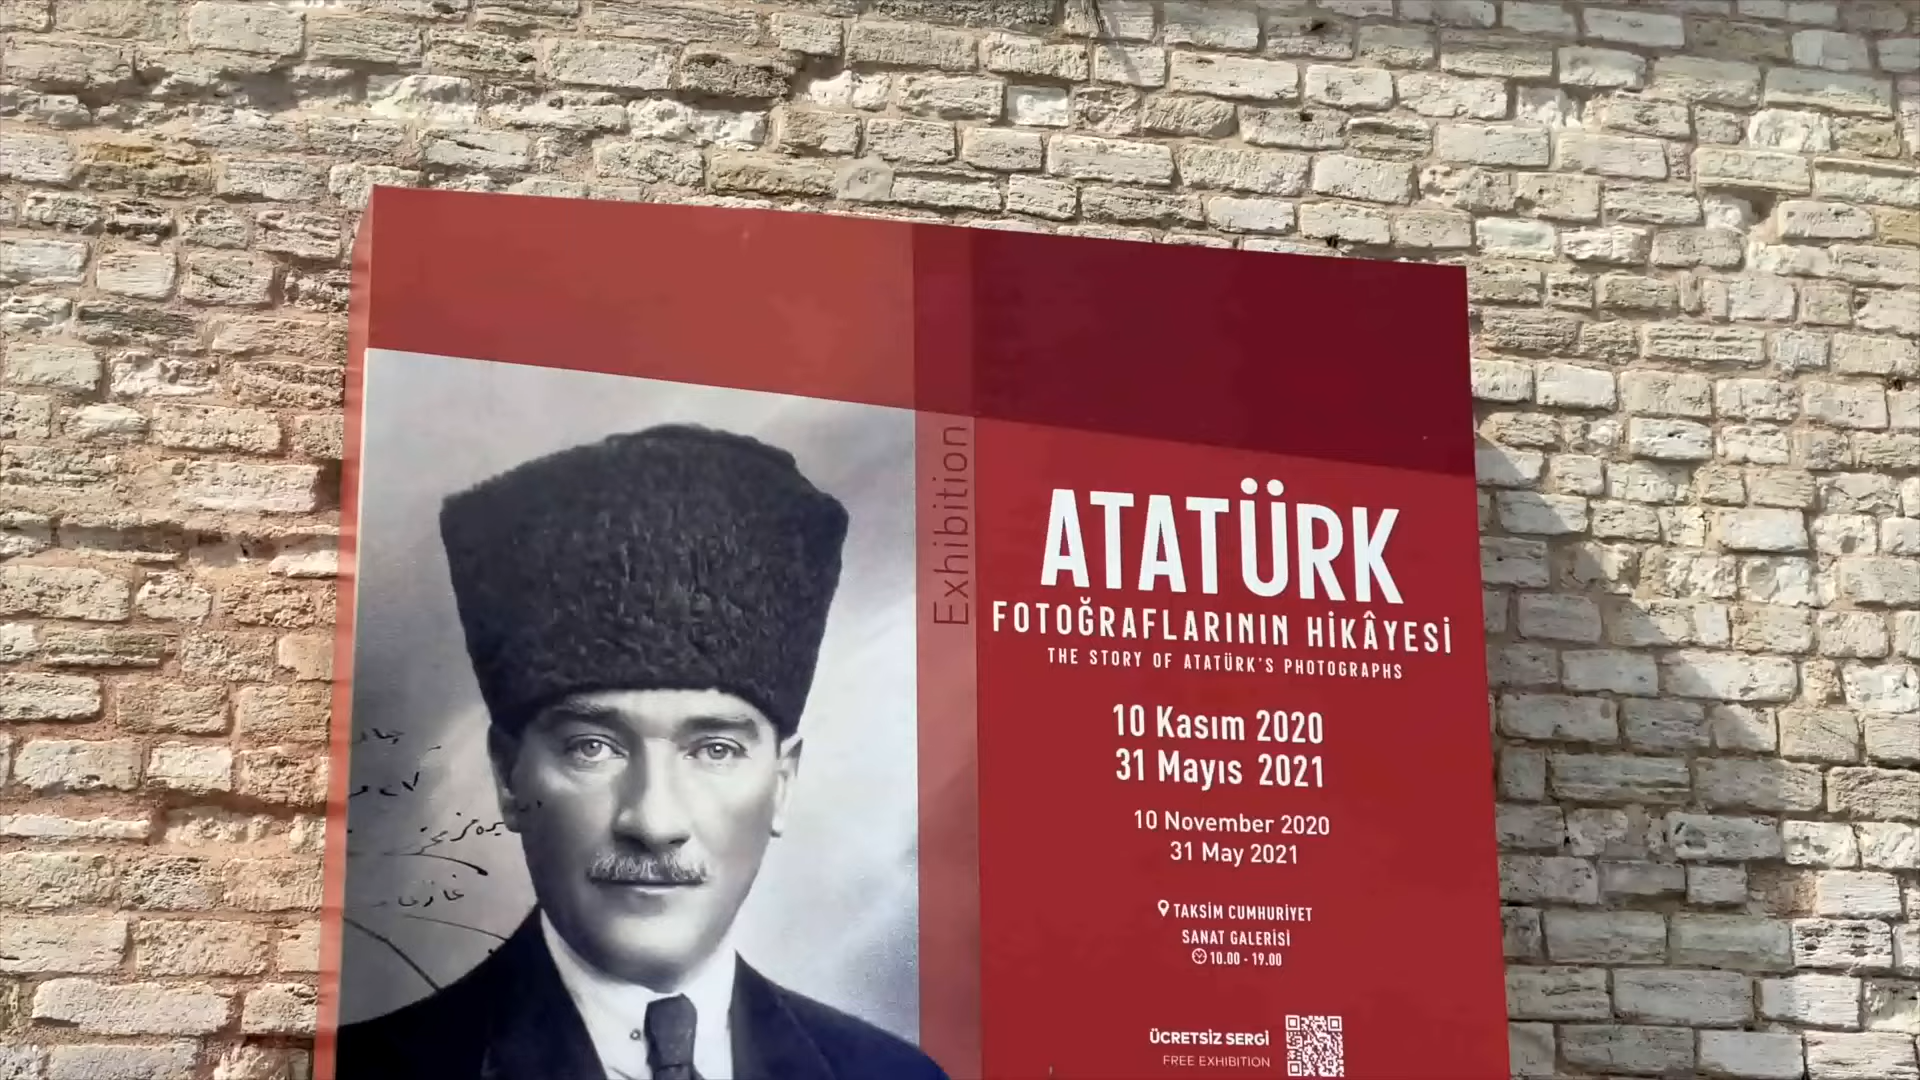 Exhibition
ATATÜRK
FOTOĞRAFLARININ HİKÂYESİ
THE STORY OF ATATÜRK'S PHOTOGRAPHS
10 Kasım 2020
31 Mayıs 2021
10 November 2020
31 May 2021
TAKSİM CUMHURİYET
SANAT GALERİSİ
10.00 - 19.00
ÜCRETSİZ SERGİ
FREE EXHIBITION